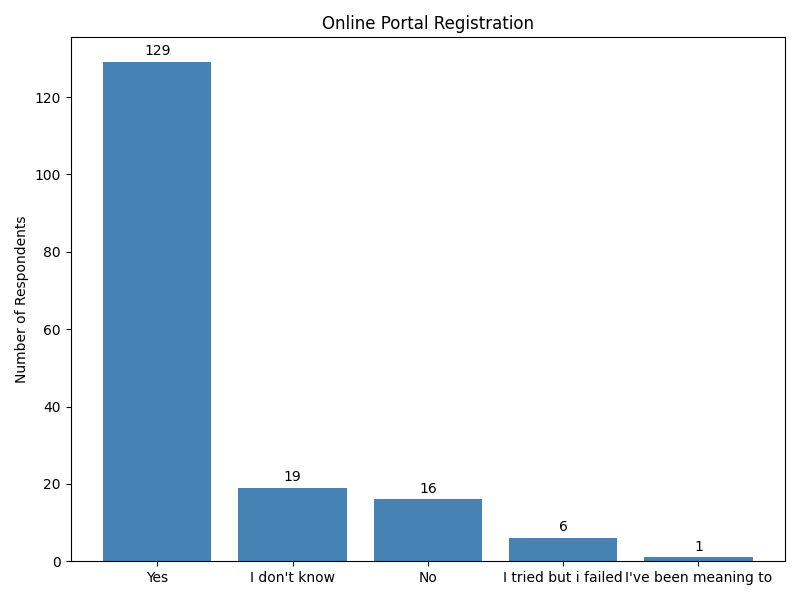 Online Portal Registration
129
120
100
80
60
40
20
0
Number of Respondents
19
16
6
1
Yes
I don't know
No
I tried but i failed
I've been meaning to